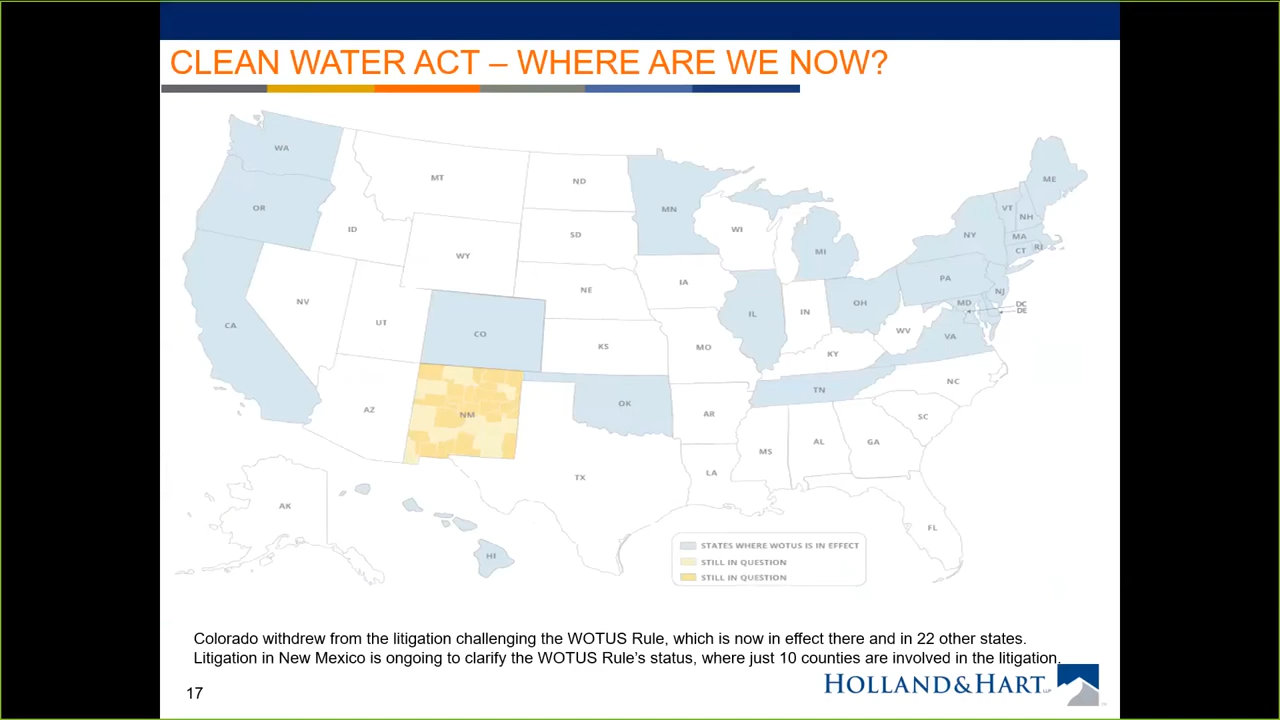 CLEAN WATER ACT – WHERE ARE WE NOW?
WA
MT
ND
MN
ME
OR
ID
SD
WI
VT
NH
NY
MA
CT
RI
WY
MI
IA
PA
NE
NJ
NV
UT
CO
IL
IN
OH
MD
DC
DE
WV
VA
CA
KS
MO
KY
NC
TN
AZ
NM
OK
AR
SC
MS
AL
GA
TX
LA
AK
FL
HI
STATES WHERE WOTUS IS IN EFFECT
STILL IN QUESTION
STILL IN QUESTION
Colorado withdrew from the litigation challenging the WOTUS Rule, which is now in effect there and in 22 other states.
Litigation in New Mexico is ongoing to clarify the WOTUS Rule's status, where just 10 counties are involved in the litigation.
17
HOLLAND&HART LLP